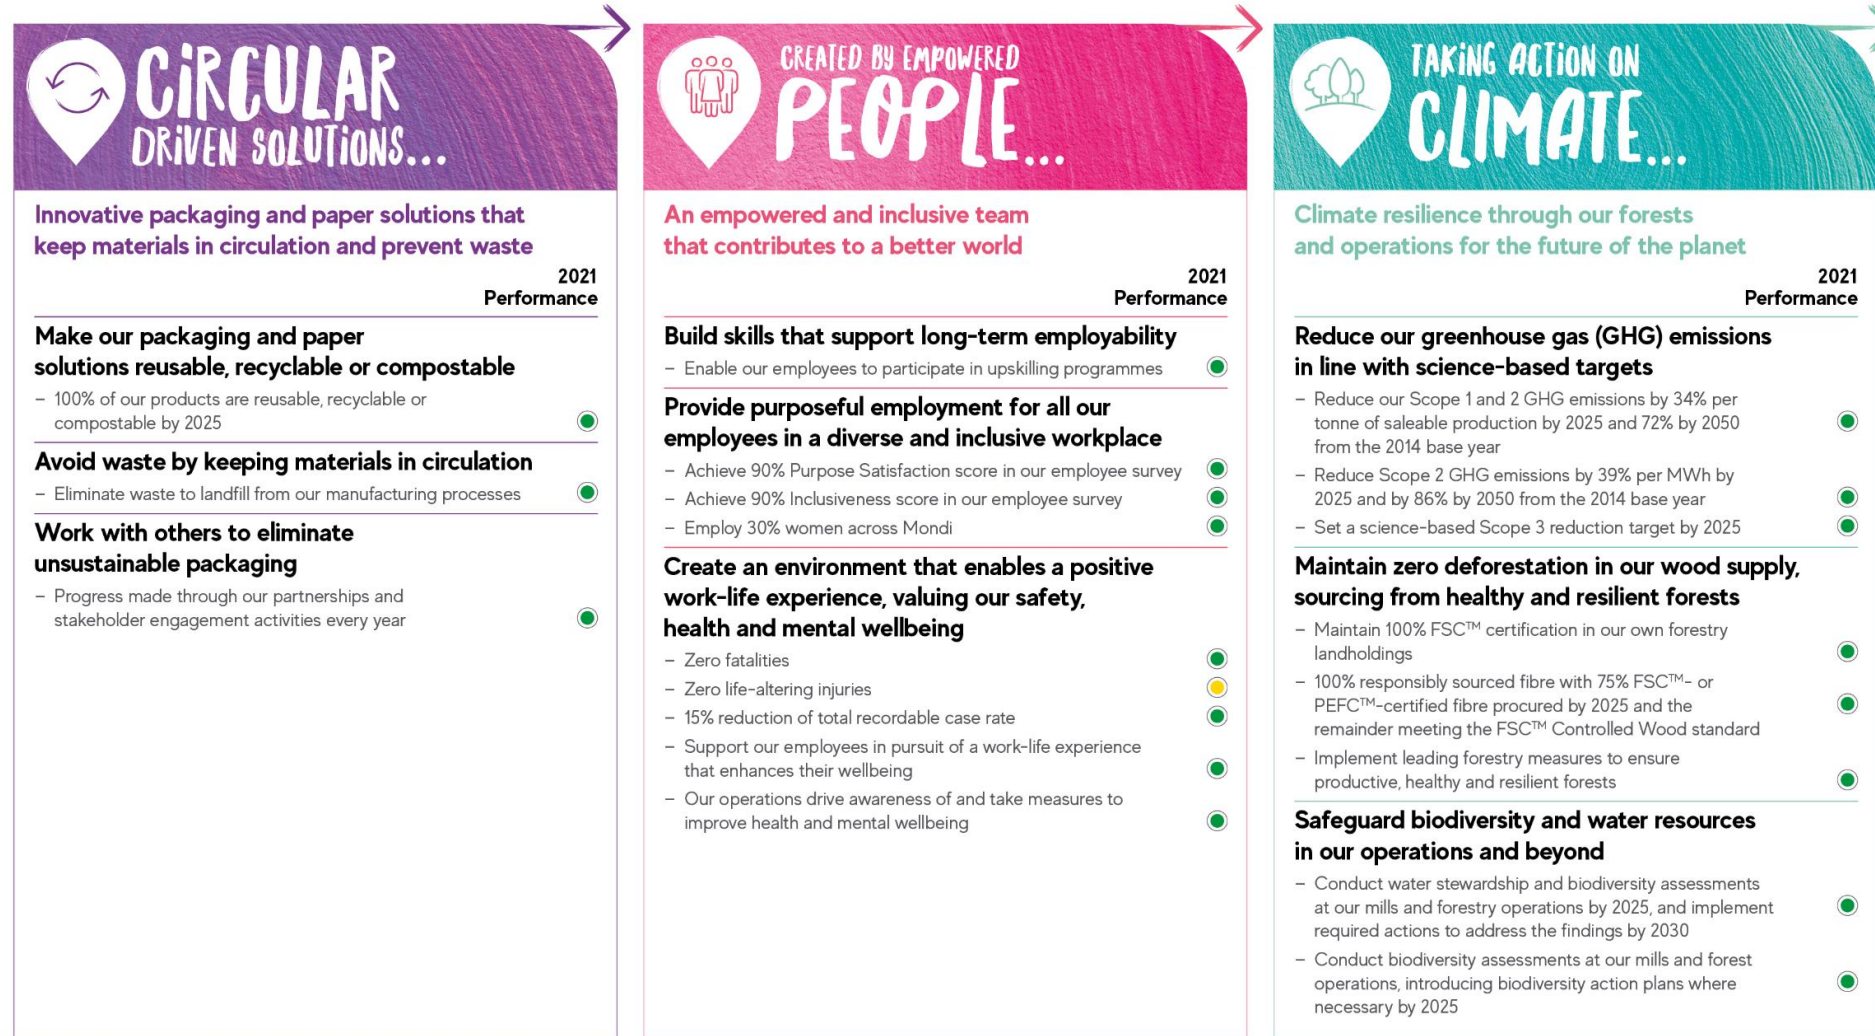 CIRCULAR
DRIVEN SOLUTIONS...
Innovative packaging and paper solutions that
keep materials in circulation and prevent waste
2021
Performance
Make our packaging and paper
solutions reusable, recyclable or compostable
– 100% of our products are reusable, recyclable or
compostable by 2025
Avoid waste by keeping materials in circulation
– Eliminate waste to landfill from our manufacturing processes
Work with others to eliminate
unsustainable packaging
– Progress made through our partnerships and
stakeholder engagement activities every year
CREATED BY EMPOWERED
PEOPLE...
An empowered and inclusive team
that contributes to a better world
2021
Performance
Build skills that support long-term employability
– Enable our employees to participate in upskilling programmes
Provide purposeful employment for all our
employees in a diverse and inclusive workplace
– Achieve 90% Purpose Satisfaction score in our employee survey
– Achieve 90% Inclusiveness score in our employee survey
– Employ 30% women across Mondi
Create an environment that enables a positive
work-life experience, valuing our safety,
health and mental wellbeing
– Zero fatalities
– Zero life-altering injuries
– 15% reduction of total recordable case rate
– Support our employees in pursuit of a work-life experience
that enhances their wellbeing
– Our operations drive awareness of and take measures to
improve health and mental wellbeing
TAKING ACTION ON
CLIMATE...
Climate resilience through our forests
and operations for the future of the planet
2021
Performance
Reduce our greenhouse gas (GHG) emissions
in line with science-based targets
– Reduce our Scope 1 and 2 GHG emissions by 34% per
tonne of saleable production by 2025 and 72% by 2050
from the 2014 base year
– Reduce Scope 2 GHG emissions by 39% per MWh by
2025 and by 86% by 2050 from the 2014 base year
– Set a science-based Scope 3 reduction target by 2025
Maintain zero deforestation in our wood supply,
sourcing from healthy and resilient forests
– Maintain 100% FSC™ certification in our own forestry
landholdings
– 100% responsibly sourced fibre with 75% FSC™- or
PEFC™-certified fibre procured by 2025 and the
remainder meeting the FSC™ Controlled Wood standard
– Implement leading forestry measures to ensure
productive, healthy and resilient forests
Safeguard biodiversity and water resources
in our operations and beyond
– Conduct water stewardship and biodiversity assessments
at our mills and forestry operations by 2025, and implement
required actions to address the findings by 2030
– Conduct biodiversity assessments at our mills and forest
operations, introducing biodiversity action plans where
necessary by 2025